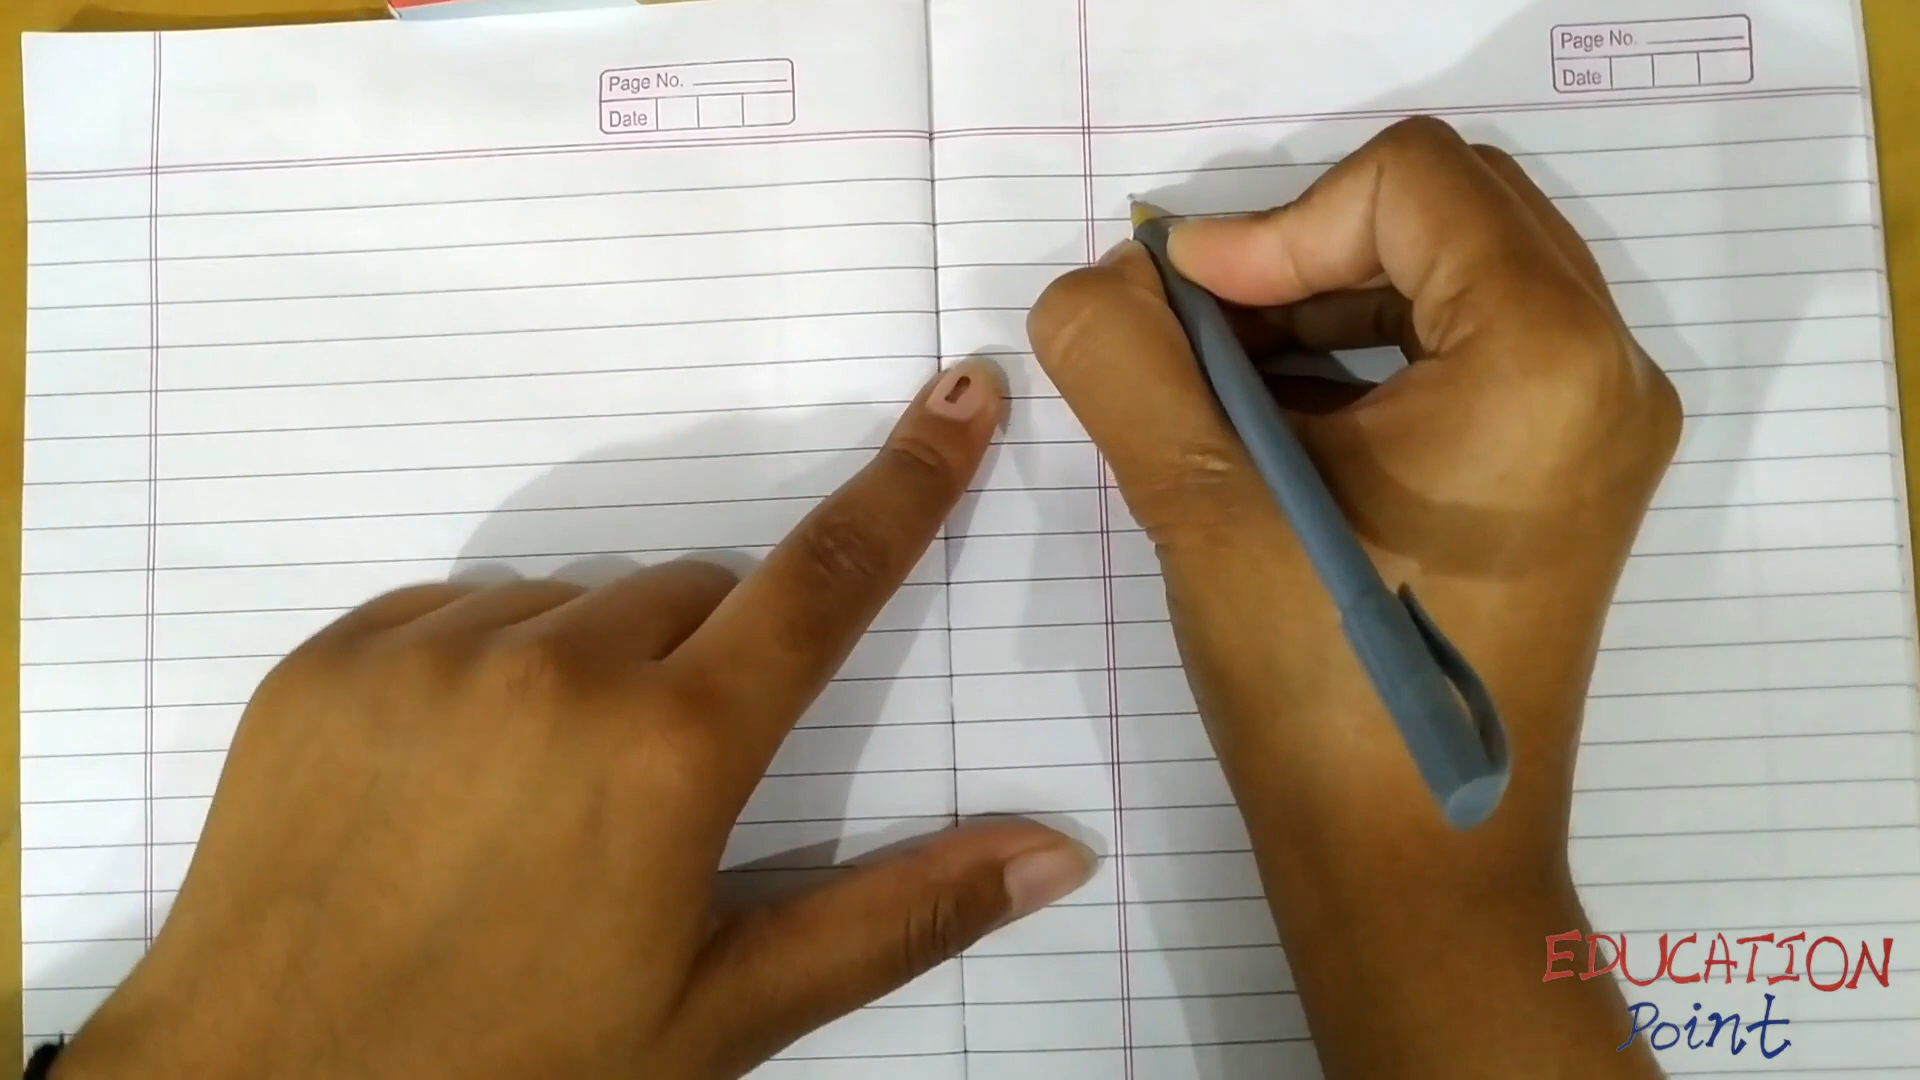 Page No.
Date
Page No.
Date
EDUCATION
Point